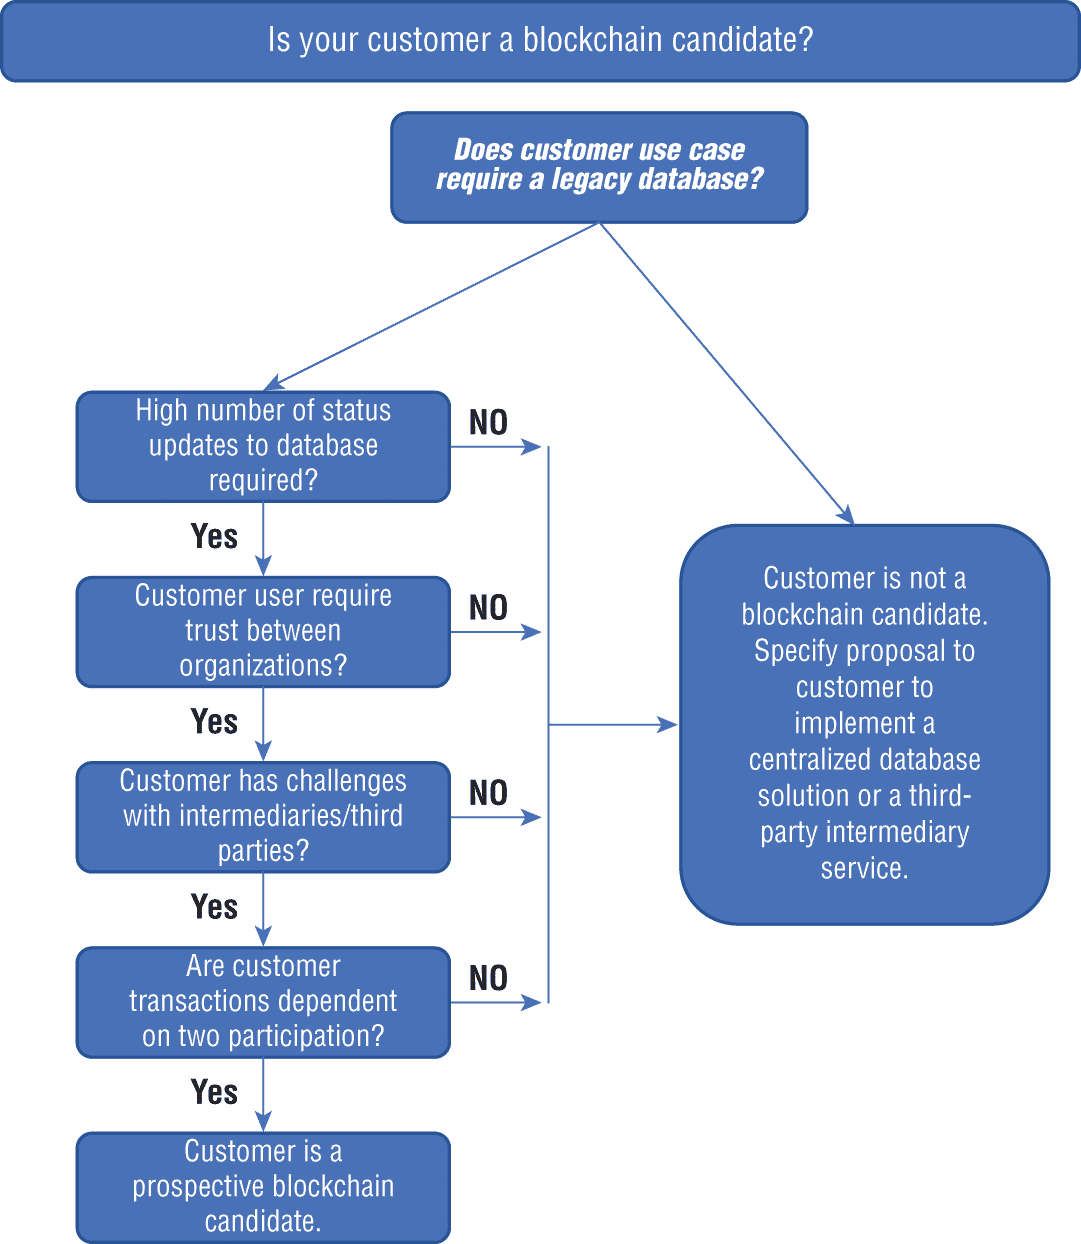 Is your customer a blockchain candidate?
Does customer use case
require a legacy database?
High number of status
updates to database
required?
NO
Yes
Customer user require
trust between
organizations?
NO
Yes
Customer has challenges
with intermediaries/third
parties?
NO
Yes
Are customer
transactions dependent
on two participation?
NO
Yes
Customer is a
prospective blockchain
candidate.
Customer is not a
blockchain candidate.
Specify proposal to
customer to
implement a
centralized database
solution or a third-
party intermediary
service.